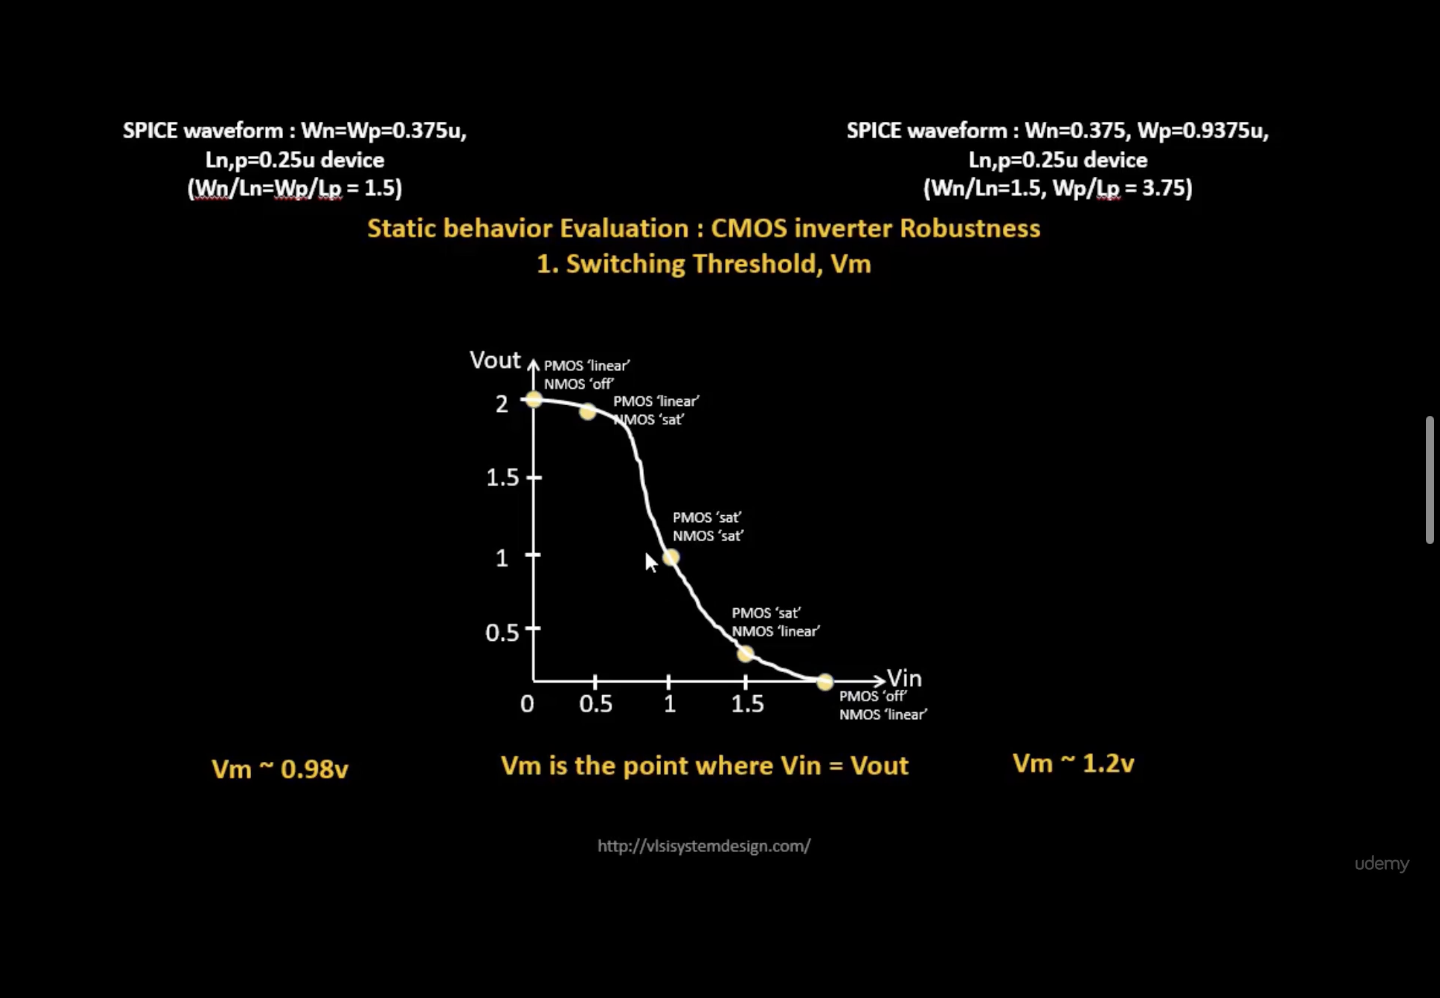 SPICE waveform : Wn=Wp=0.375u,
Ln,p=0.25u device
(Wn/Ln=Wp/Lp = 1.5)
SPICE waveform : Wn=0.375, Wp=0.9375u,
Ln,p=0.25u device
(Wn/Ln=1.5, Wp/Lp = 3.75)
Static behavior Evaluation : CMOS inverter Robustness
1. Switching Threshold, Vm
Vout
PMOS ‘linear’
NMOS ‘off’
PMOS ‘linear’
NMOS ‘sat’
2
1.5
PMOS ‘sat’
NMOS ‘sat’
1
PMOS ‘sat’
NMOS ‘linear’
0.5
Vin
PMOS ‘off’
NMOS ‘linear’
0 0.5 1 1.5
Vm ~ 0.98v
Vm is the point where Vin = Vout
Vm ~ 1.2v
http://vlsisystemdesign.com/
udemy